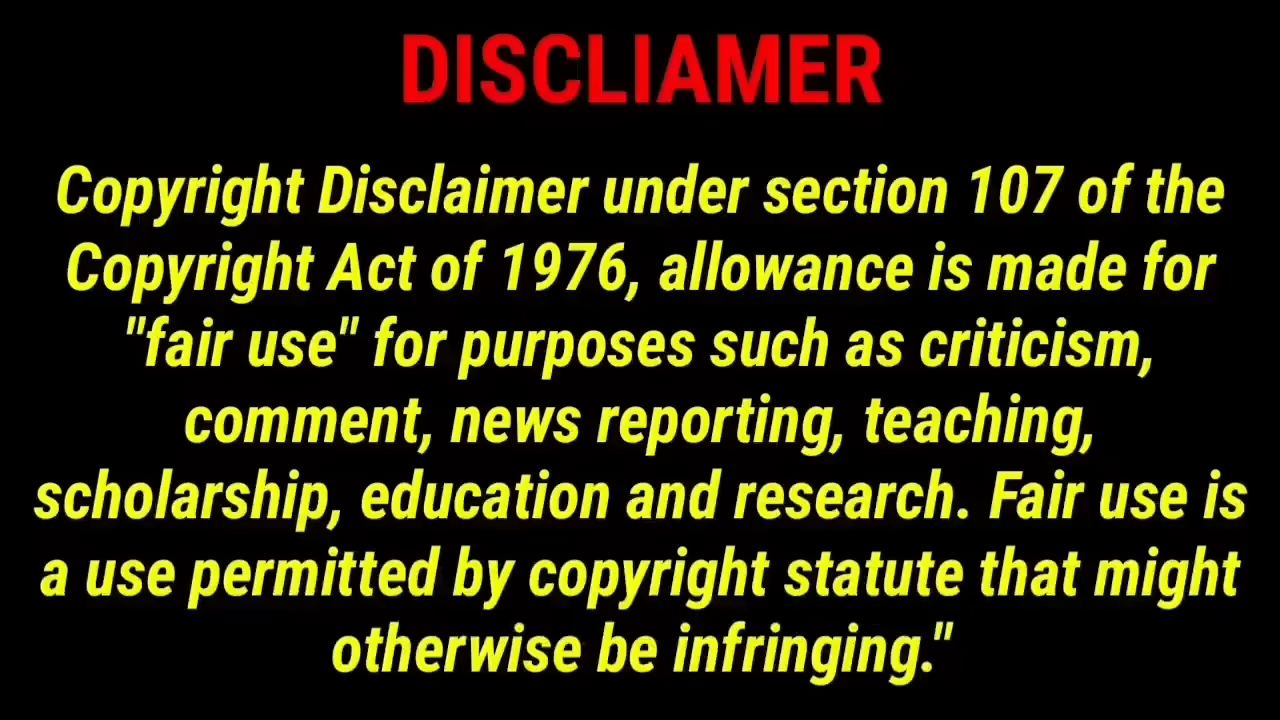 DISCLIAMER
Copyright Disclaimer under section 107 of the
Copyright Act of 1976, allowance is made for
"fair use" for purposes such as criticism,
comment, news reporting, teaching,
scholarship, education and research. Fair use is
a use permitted by copyright statute that might
otherwise be infringing."